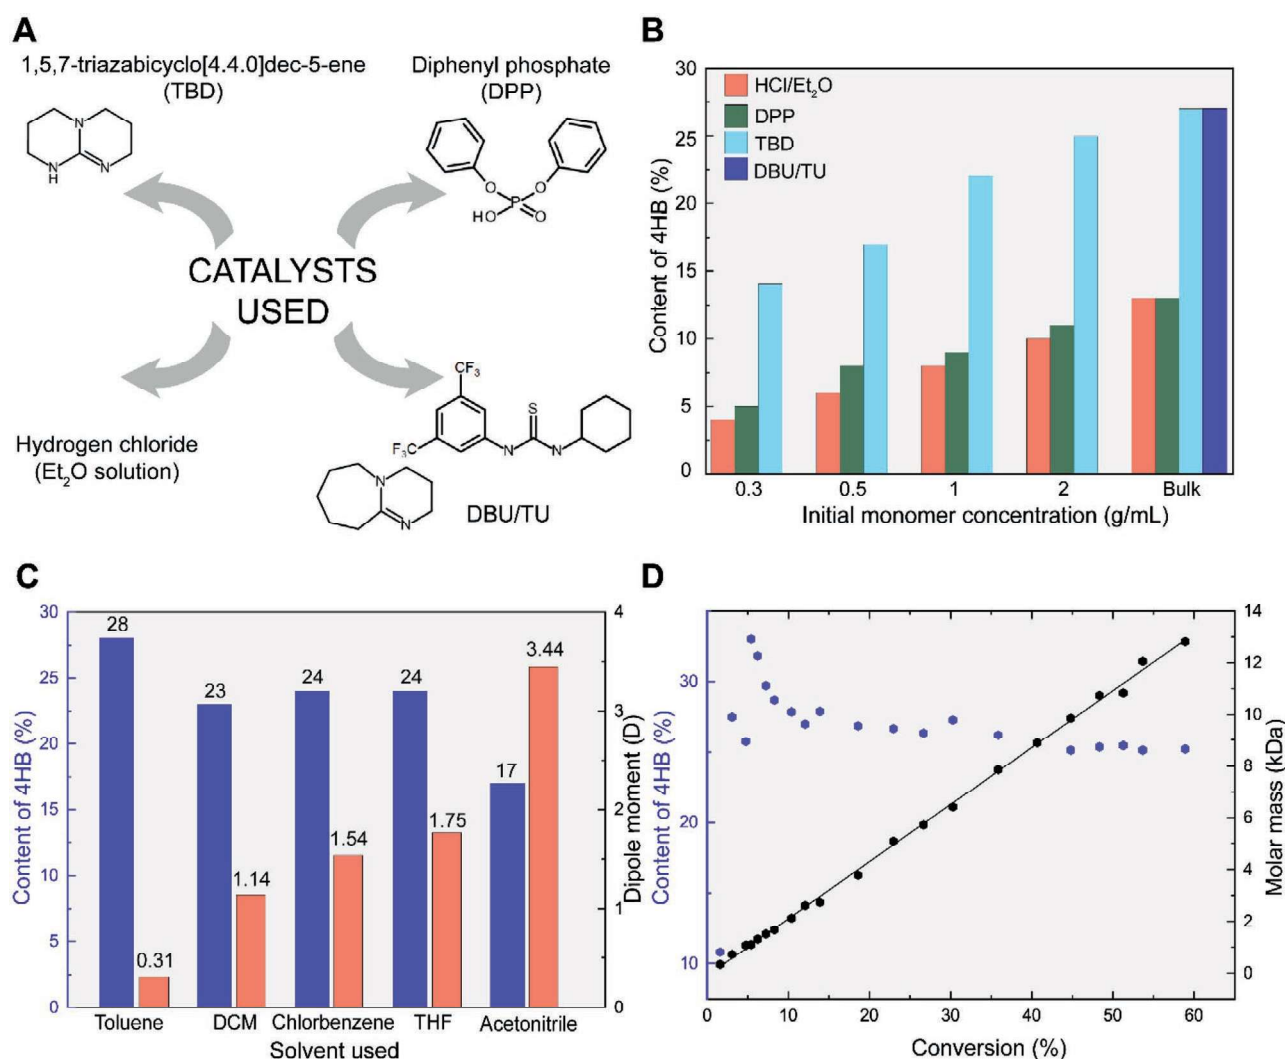 A
1,5,7-triazabicyclo[4.4.0]dec-5-ene
(TBD)
N
N
H
N
Diphenyl phosphate
(DPP)
O
O
P
HO
O
CATALYSTS
USED
Hydrogen chloride
(Et₂O solution)
CF₃
S
F₃C
N
H
N
H
N
N
DBU/TU
B
30
25
20
15
10
5
0
Content of 4HB (%)
HCl/Et₂O
DPP
TBD
DBU/TU
0.3
0.5
1
2
Bulk
Initial monomer concentration (g/mL)
C
30
25
20
15
10
5
0
Content of 4HB (%)
28
0.31
23
1.14
24
1.54
24
1.75
17
3.44
4
3
2
1
0
Dipole moment (D)
Toluene
DCM
Chlorbenzene
THF
Acetonitrile
Solvent used
D
30
20
10
Content of 4HB (%)
14
12
10
8
6
4
2
0
Molar mass (kDa)
0
10
20
30
40
50
60
Conversion (%)